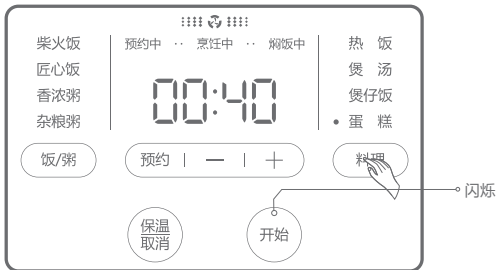 柴火饭
匠心饭
香浓粥
杂粮粥
预约中 ·· 烹饪中 ·· 焖饭中
00:40
热 饭
煲 汤
煲仔饭
• 蛋 糕
饭/粥
预约 | — | +
料理
闪烁
保温
取消
开始